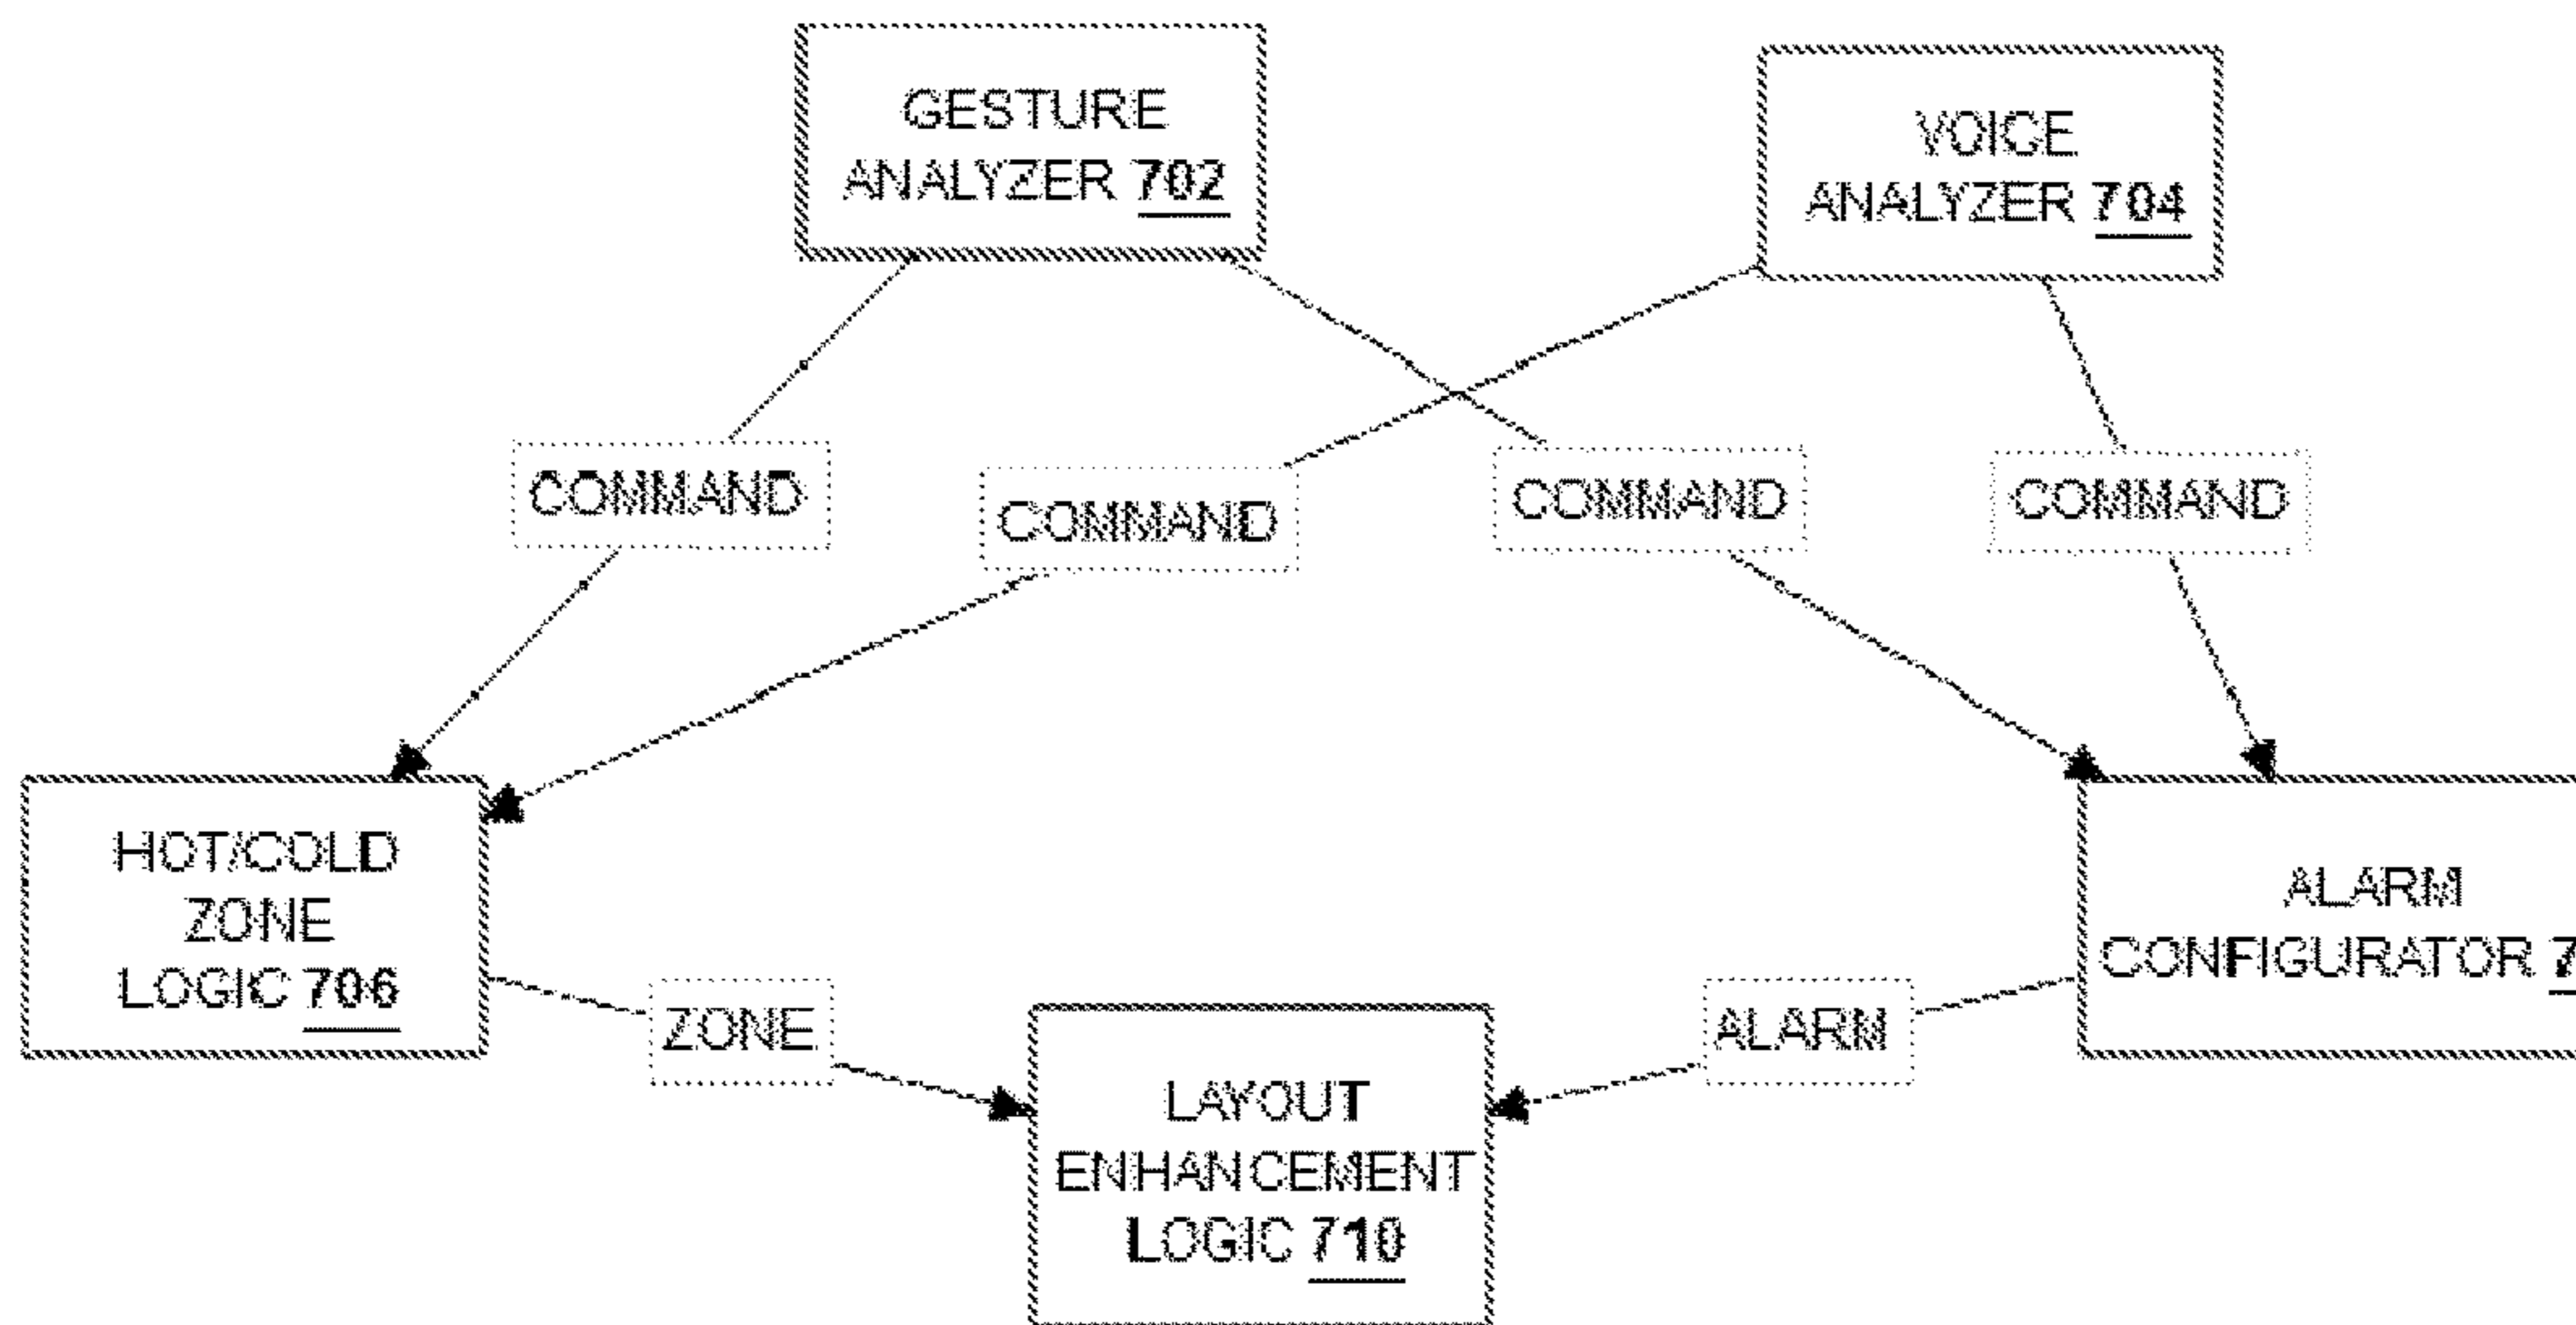 GESTURE
ANALYZER 702
VOICE
ANALYZER 704
COMMAND
COMMAND
COMMAND
COMMAND
HOT/COLD
ZONE
LOGIC 706
ALARM
CONFIGURATOR 7
ZONE
ALARM
LAYOUT
ENHANCEMENT
LOGIC 710